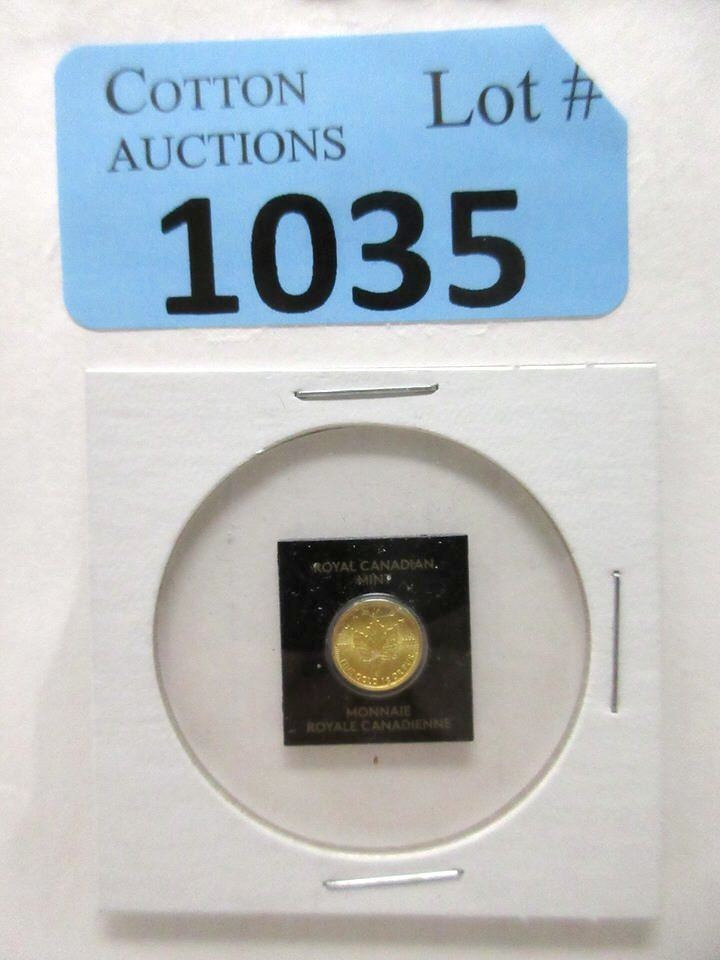 COTTON
AUCTIONS
Lot #
1035
ROYAL CANADIAN
MINT
MONNAIE
ROYALE CANADIENNE